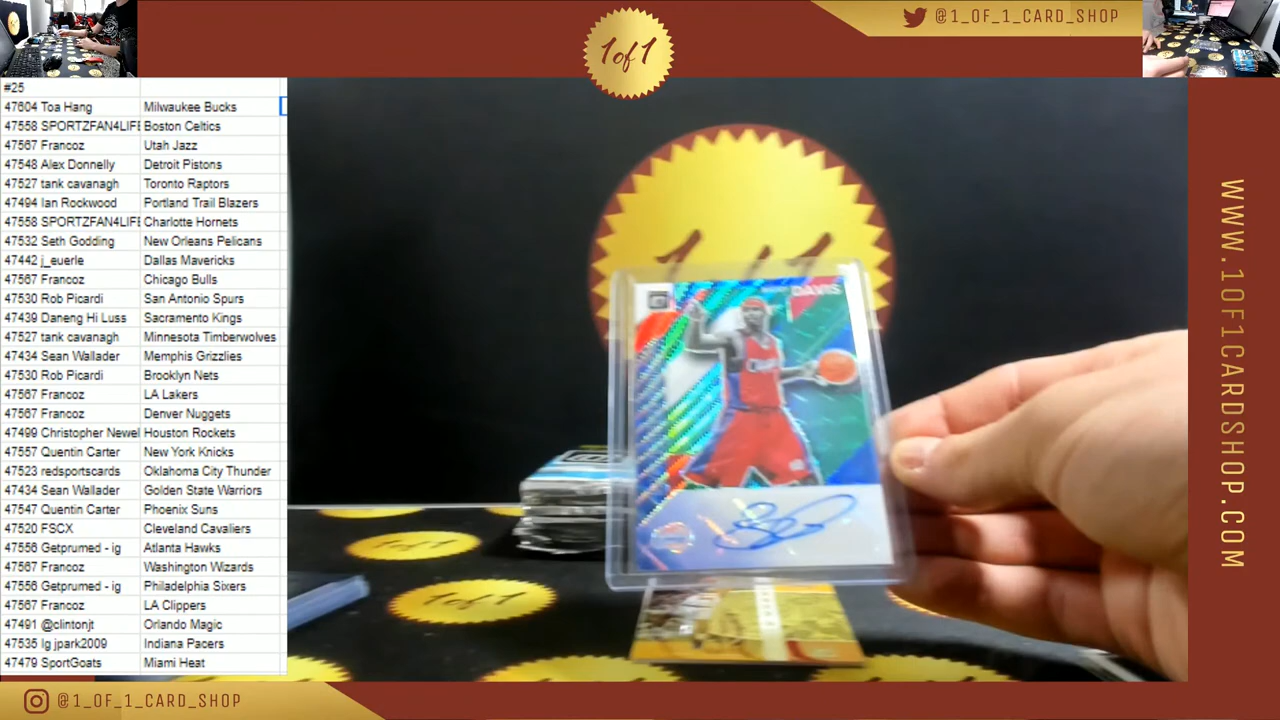 @1_OF_1_CARD_SHOP
1of1
#25
47604 Toa Hang Milwaukee Bucks
47558 SPORTZFAN4LIFE Boston Celtics
47567 Francoz Utah Jazz
47548 Alex Donnelly Detroit Pistons
47527 tank cavanagh Toronto Raptors
47494 Ian Rockwood Portland Trail Blazers
47558 SPORTZFAN4LIFE Charlotte Hornets
47532 Seth Godding New Orleans Pelicans
47442 j_euerle Dallas Mavericks
47567 Francoz Chicago Bulls
47530 Rob Picardi San Antonio Spurs
47439 Daneng Hi Luss Sacramento Kings
47527 tank cavanagh Minnesota Timberwolves
47434 Sean Wallader Memphis Grizzlies
47530 Rob Picardi Brooklyn Nets
47567 Francoz LA Lakers
47567 Francoz Denver Nuggets
47499 Christopher Newel Houston Rockets
47557 Quentin Carter New York Knicks
47523 redsportscards Oklahoma City Thunder
47434 Sean Wallader Golden State Warriors
47547 Quentin Carter Phoenix Suns
47520 FSCX Cleveland Cavaliers
47556 Getprumed - ig Atlanta Hawks
47567 Francoz Washington Wizards
47556 Getprumed - ig Philadelphia Sixers
47567 Francoz LA Clippers
47491 @clintonjt Orlando Magic
47535 Ig jpark2009 Indiana Pacers
47479 SportGoats Miami Heat
DAVIS
1of1
1of1
WWW.1OF1CARDSHOP.COM
@1_OF_1_CARD_SHOP